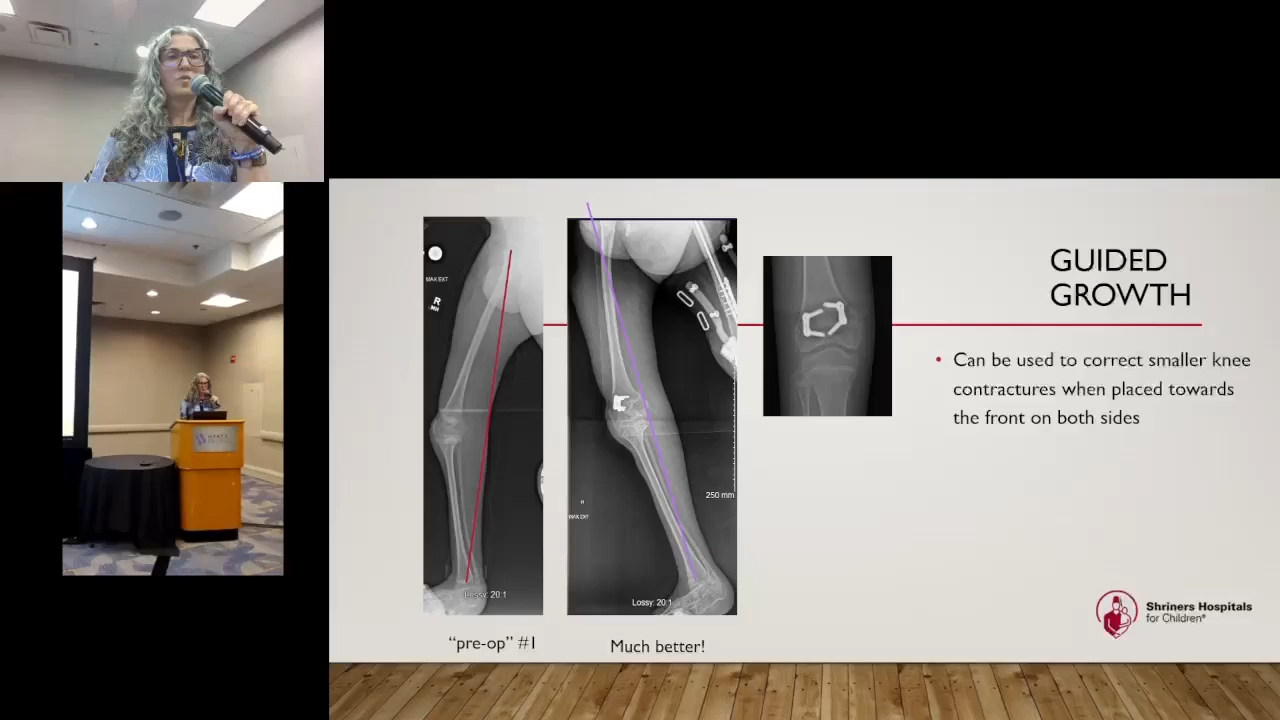 GUIDED
GROWTH
• Can be used to correct smaller knee
contractures when placed towards
the front on both sides
MAX EXT
R
Lossy: 20:1
"pre-op" #1
250 mm
R
MAX EXT
Lossy: 20:1
Much better!
Shriners Hospitals
for Children®
HYATT